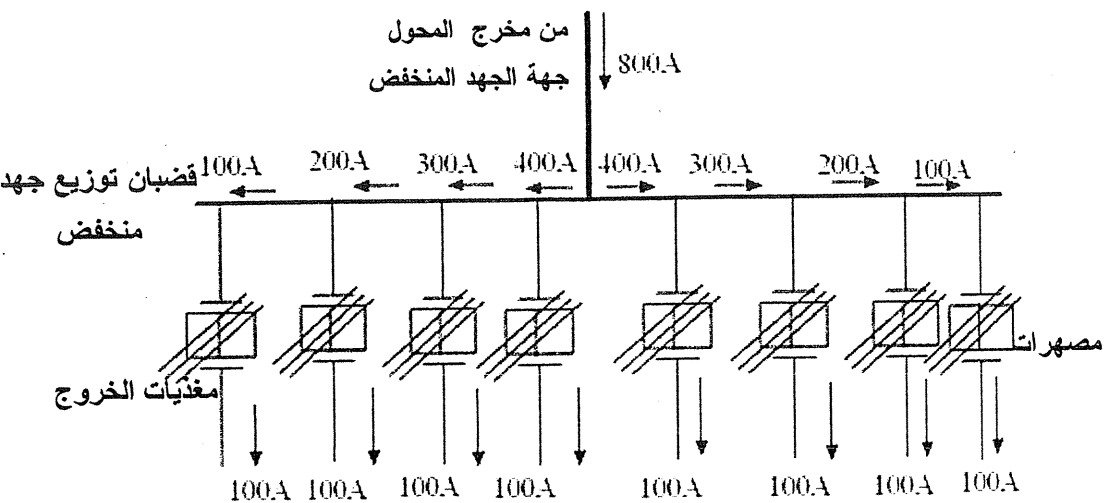 من مخرج المحول
جهة الجهد المنخفض
800A
قضبان توزيع جهد
منخفض
100A 200A 300A 400A 400A 300A 200A 100A
مصهرات
مغذيات الخروج
100A 100A 100A 100A 100A 100A 100A 100A